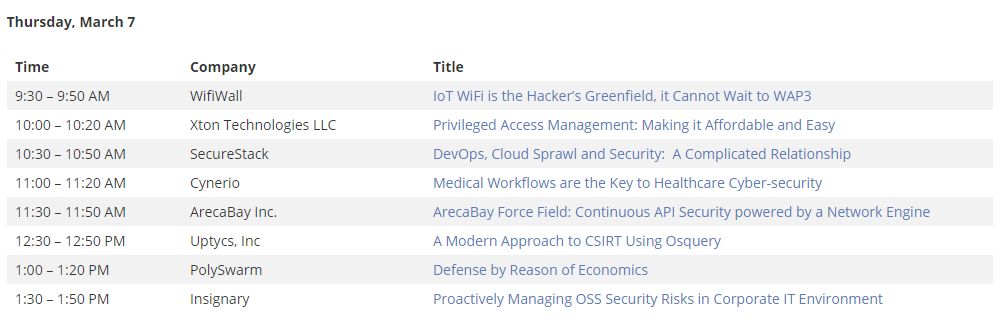 Thursday, March 7
Time Company Title
9:30 – 9:50 AM WifiWall IoT WiFi is the Hacker’s Greenfield, it Cannot Wait to WAP3
10:00 – 10:20 AM Xton Technologies LLC Privileged Access Management: Making it Affordable and Easy
10:30 – 10:50 AM SecureStack DevOps, Cloud Sprawl and Security:  A Complicated Relationship
11:00 – 11:20 AM Cynerio Medical Workflows are the Key to Healthcare Cyber-security
11:30 – 11:50 AM ArecaBay Inc. ArecaBay Force Field: Continuous API Security powered by a Network Engine
12:30 – 12:50 PM Uptycs, Inc A Modern Approach to CSIRT Using Osquery
1:00 – 1:20 PM PolySwarm Defense by Reason of Economics
1:30 – 1:50 PM Insignary Proactively Managing OSS Security Risks in Corporate IT Environment